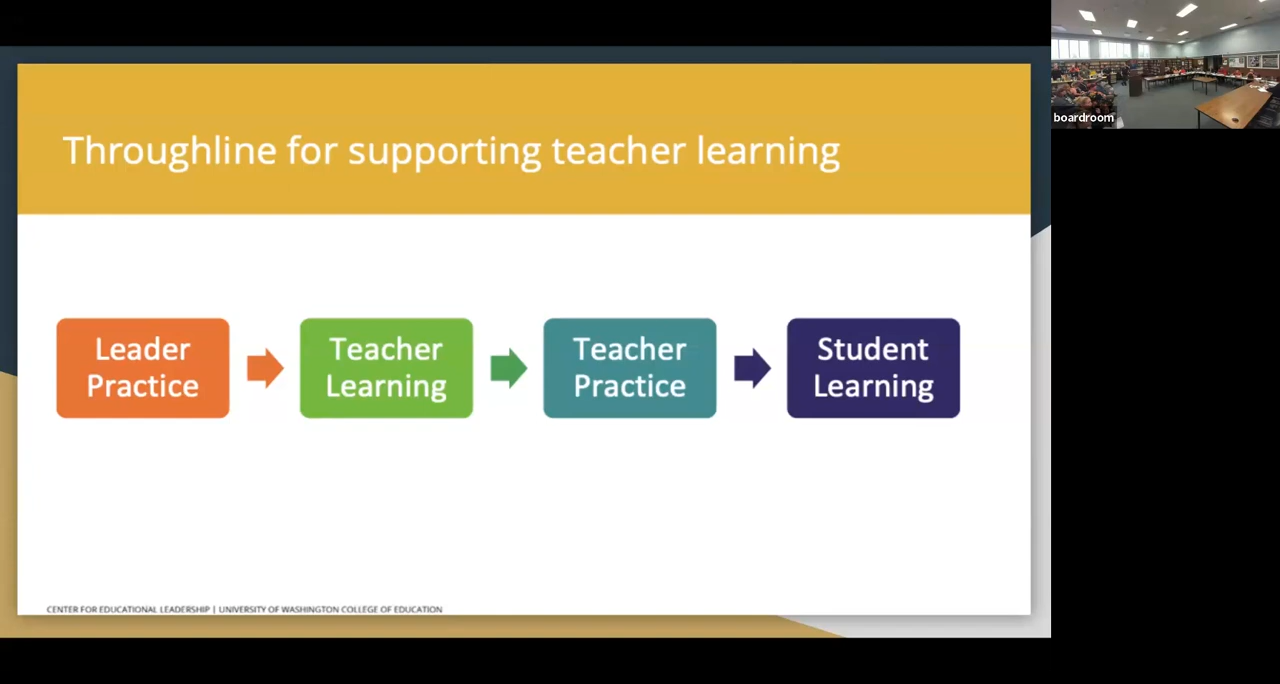 Throughline for supporting teacher learning
boardroom
Leader
Practice
Teacher
Learning
Teacher
Practice
Student
Learning
CENTER FOR EDUCATIONAL LEADERSHIP | UNIVERSITY OF WASHINGTON COLLEGE OF EDUCATION